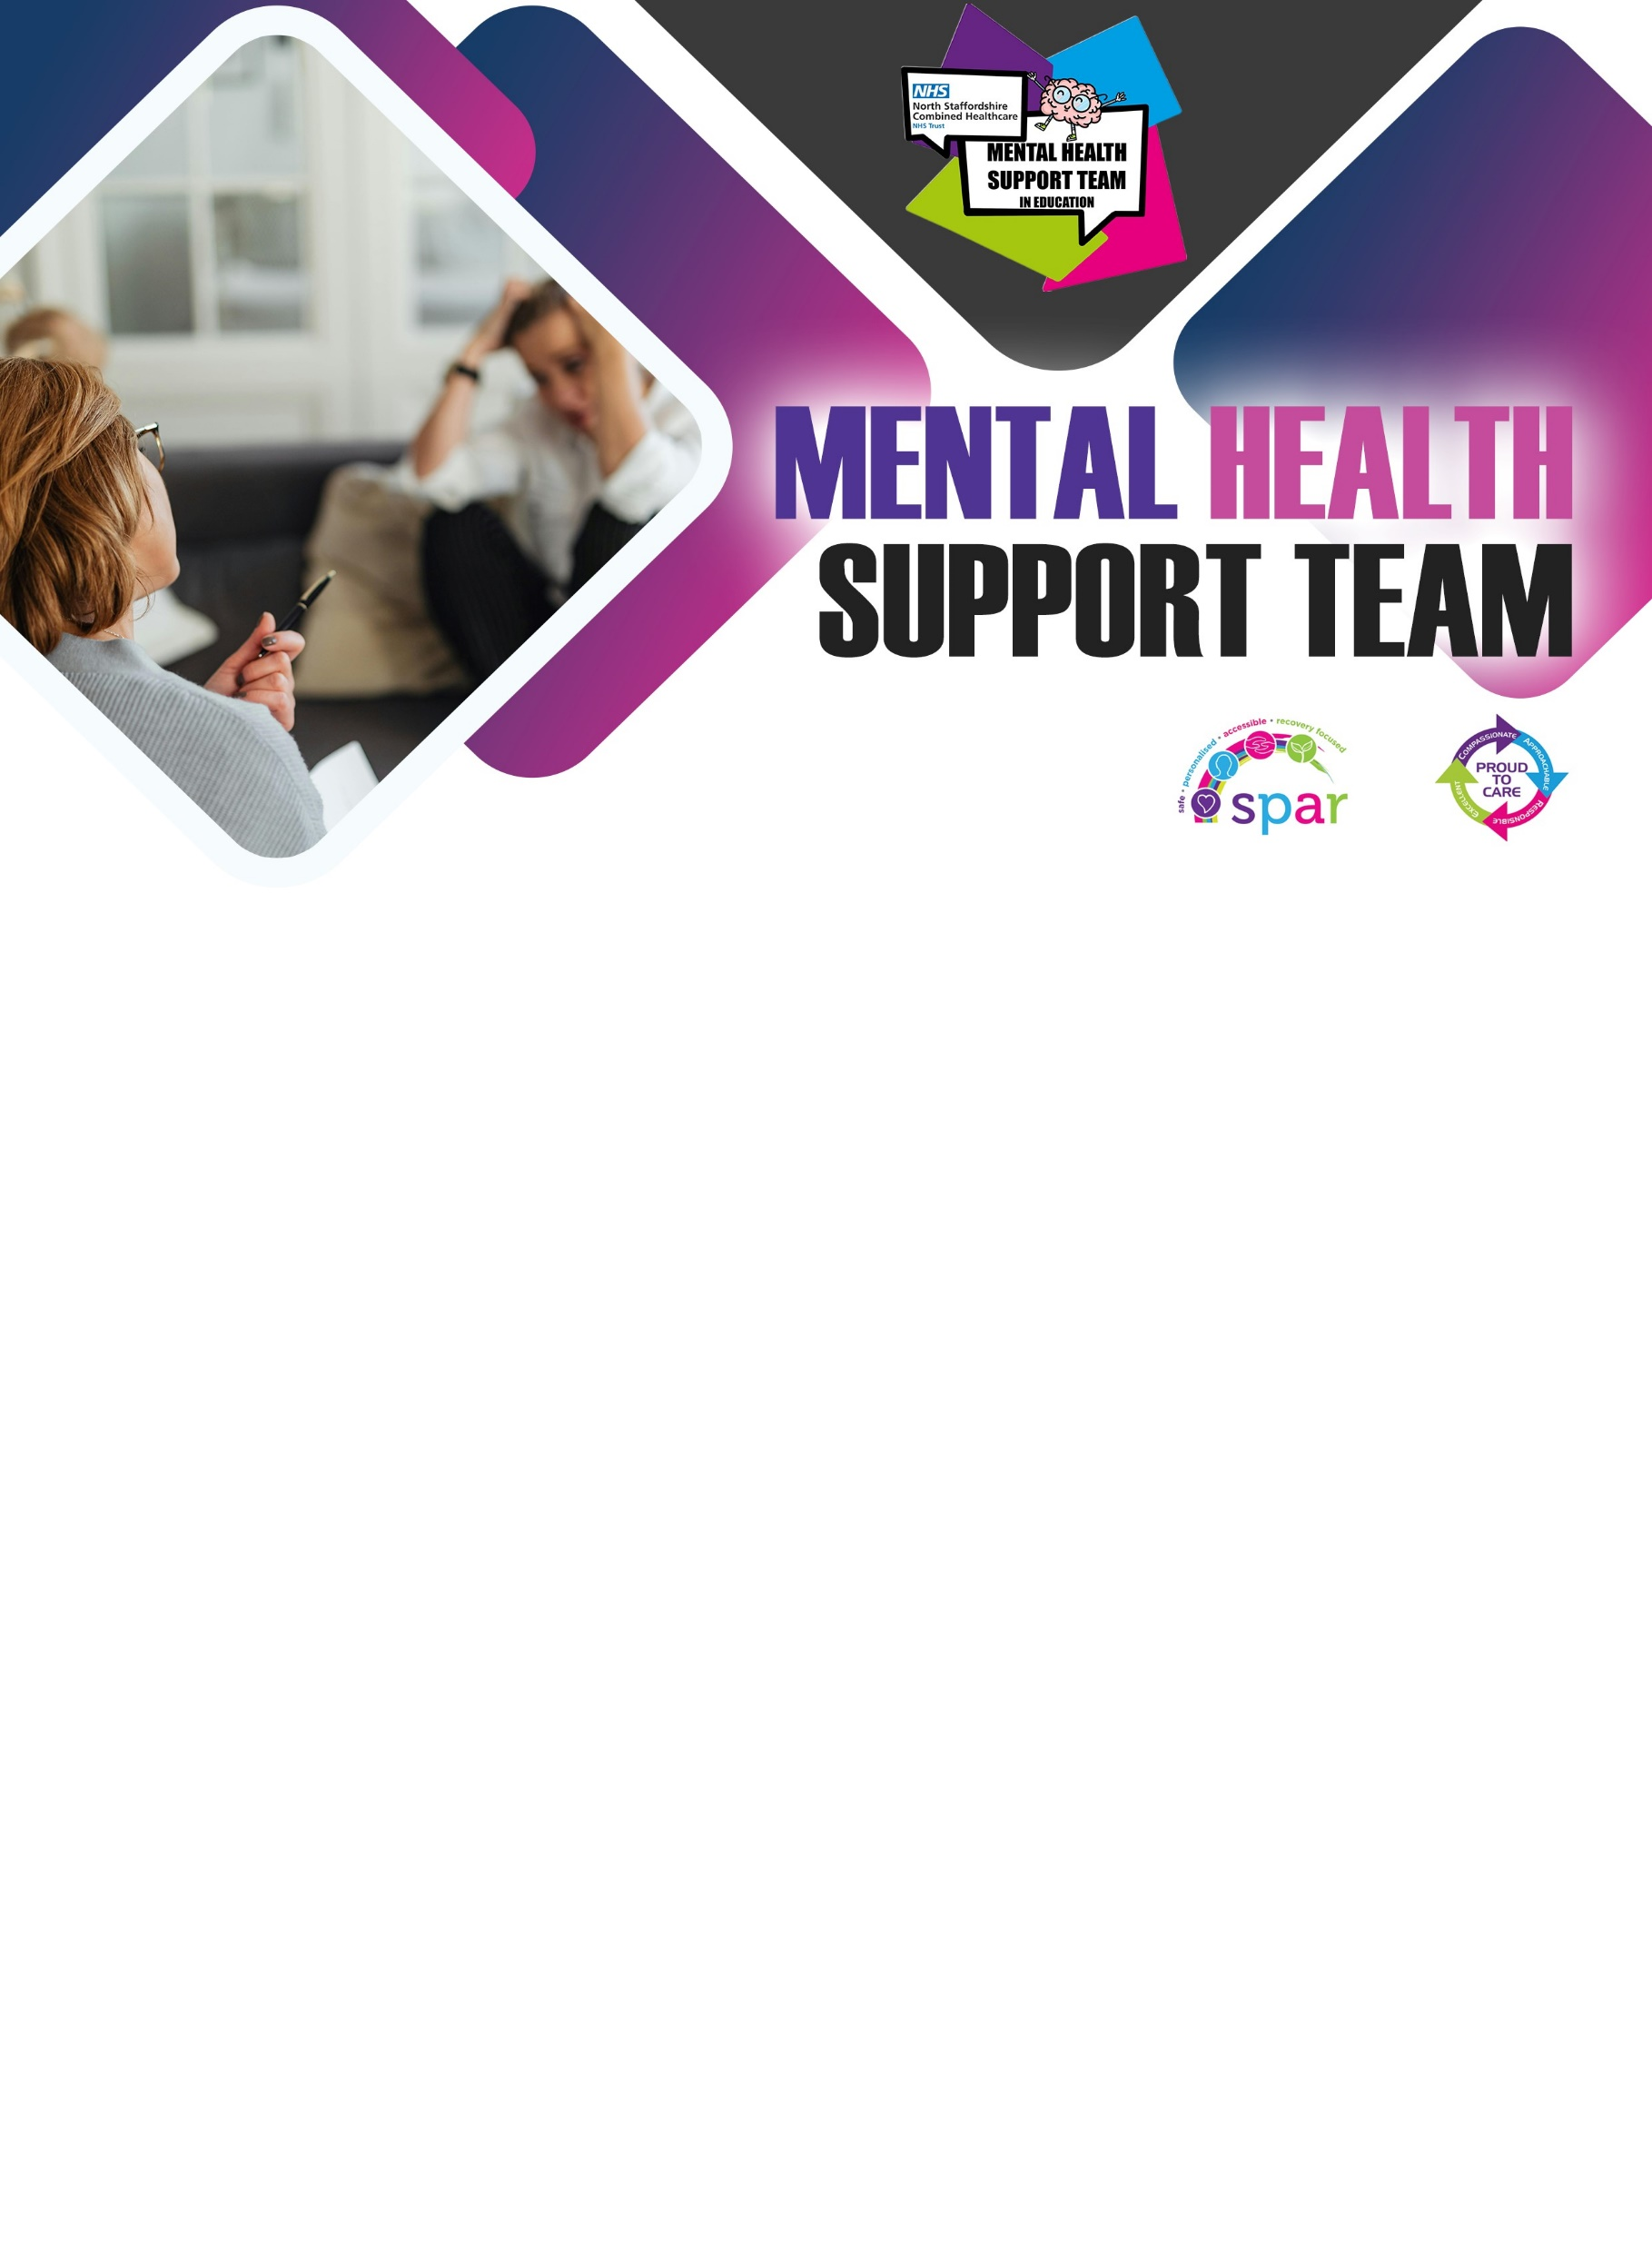 NHS
North Staffordshire
Combined Healthcare
NHS Trust
MENTAL HEALTH
SUPPORT TEAM
IN EDUCATION
MENTAL HEALTH
SUPPORT TEAM
safe • personalised • accessible • recovery focused
spar
COMPASSIONATE
APPROACHABLE
RESPONSIBLE
EXCELLENT
PROUD
TO
CARE